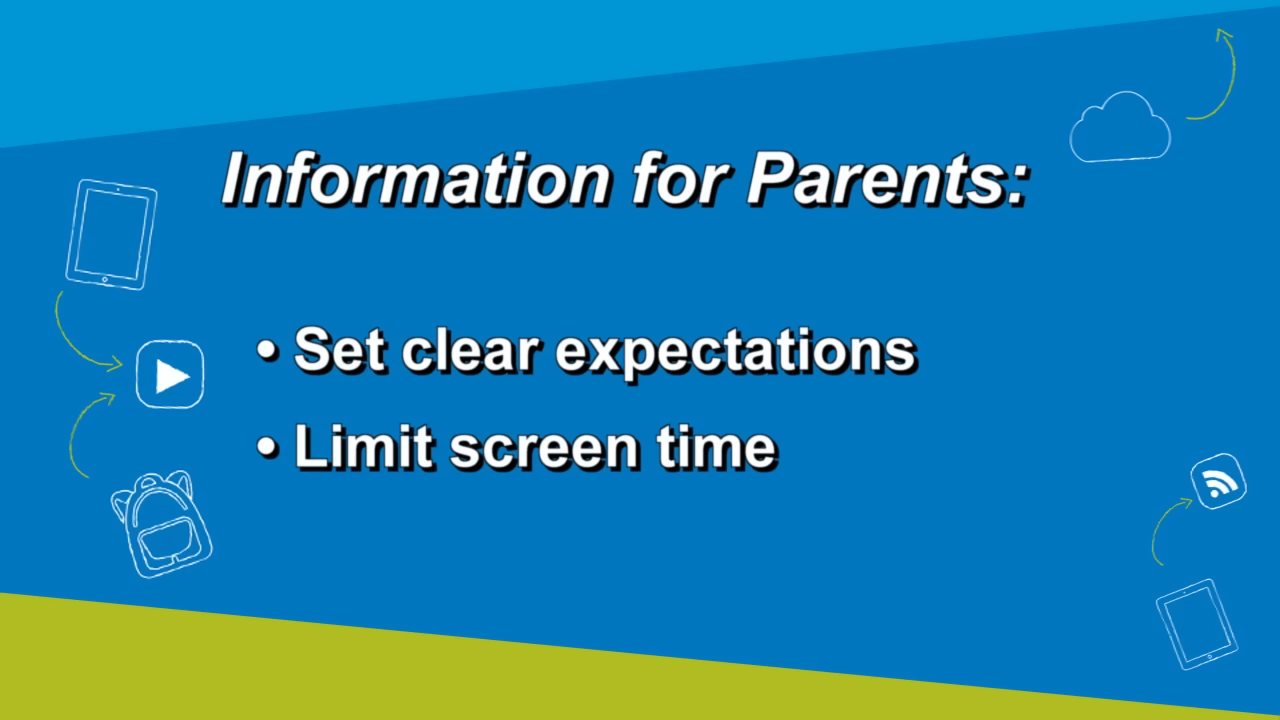 Information for Parents:
• Set clear expectations
• Limit screen time